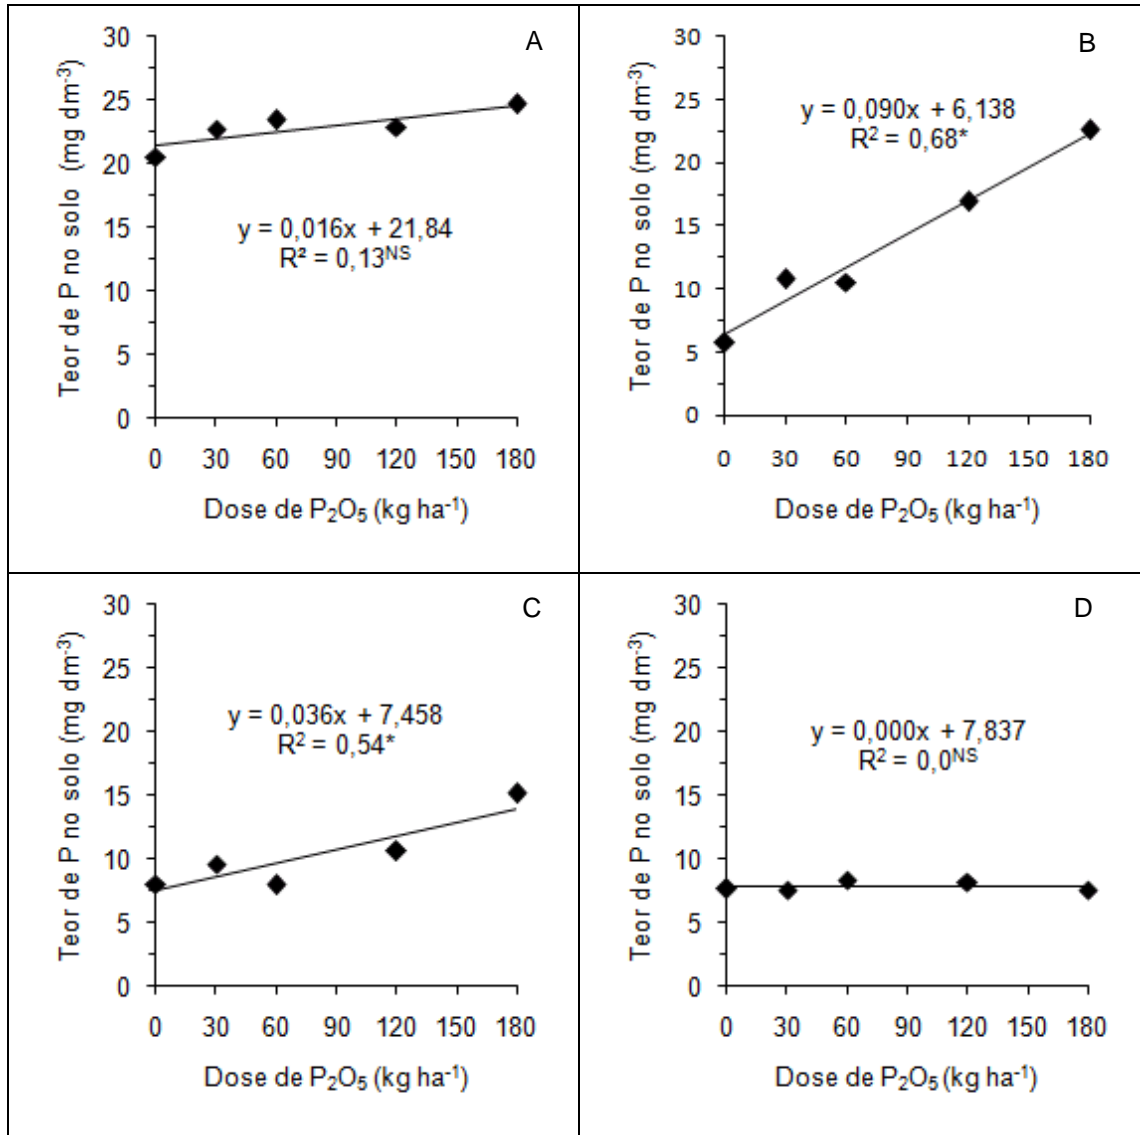 A
Teor de P no solo (mg dm-3)
30
25
20
15
10
5
0
y = 0,016x + 21,84
R² = 0,13NS
0 30 60 90 120 150 180
Dose de P2O5 (kg ha-1)
B
Teor de P no solo (mg dm-3)
30
25
20
15
10
5
0
y = 0,090x + 6,138
R2 = 0,68*
0 30 60 90 120 150 180
Dose de P2O5 (kg ha-1)
C
Teor de P no solo (mg dm-3)
30
25
20
15
10
5
0
y = 0,036x + 7,458
R2 = 0,54*
0 30 60 90 120 150 180
Dose de P2O5 (kg ha-1)
D
Teor de P no solo (mg dm-3)
30
25
20
15
10
5
0
y = 0,000x + 7,837
R2 = 0,0NS
0 30 60 90 120 150 180
Dose de P2O5 (kg ha-1)